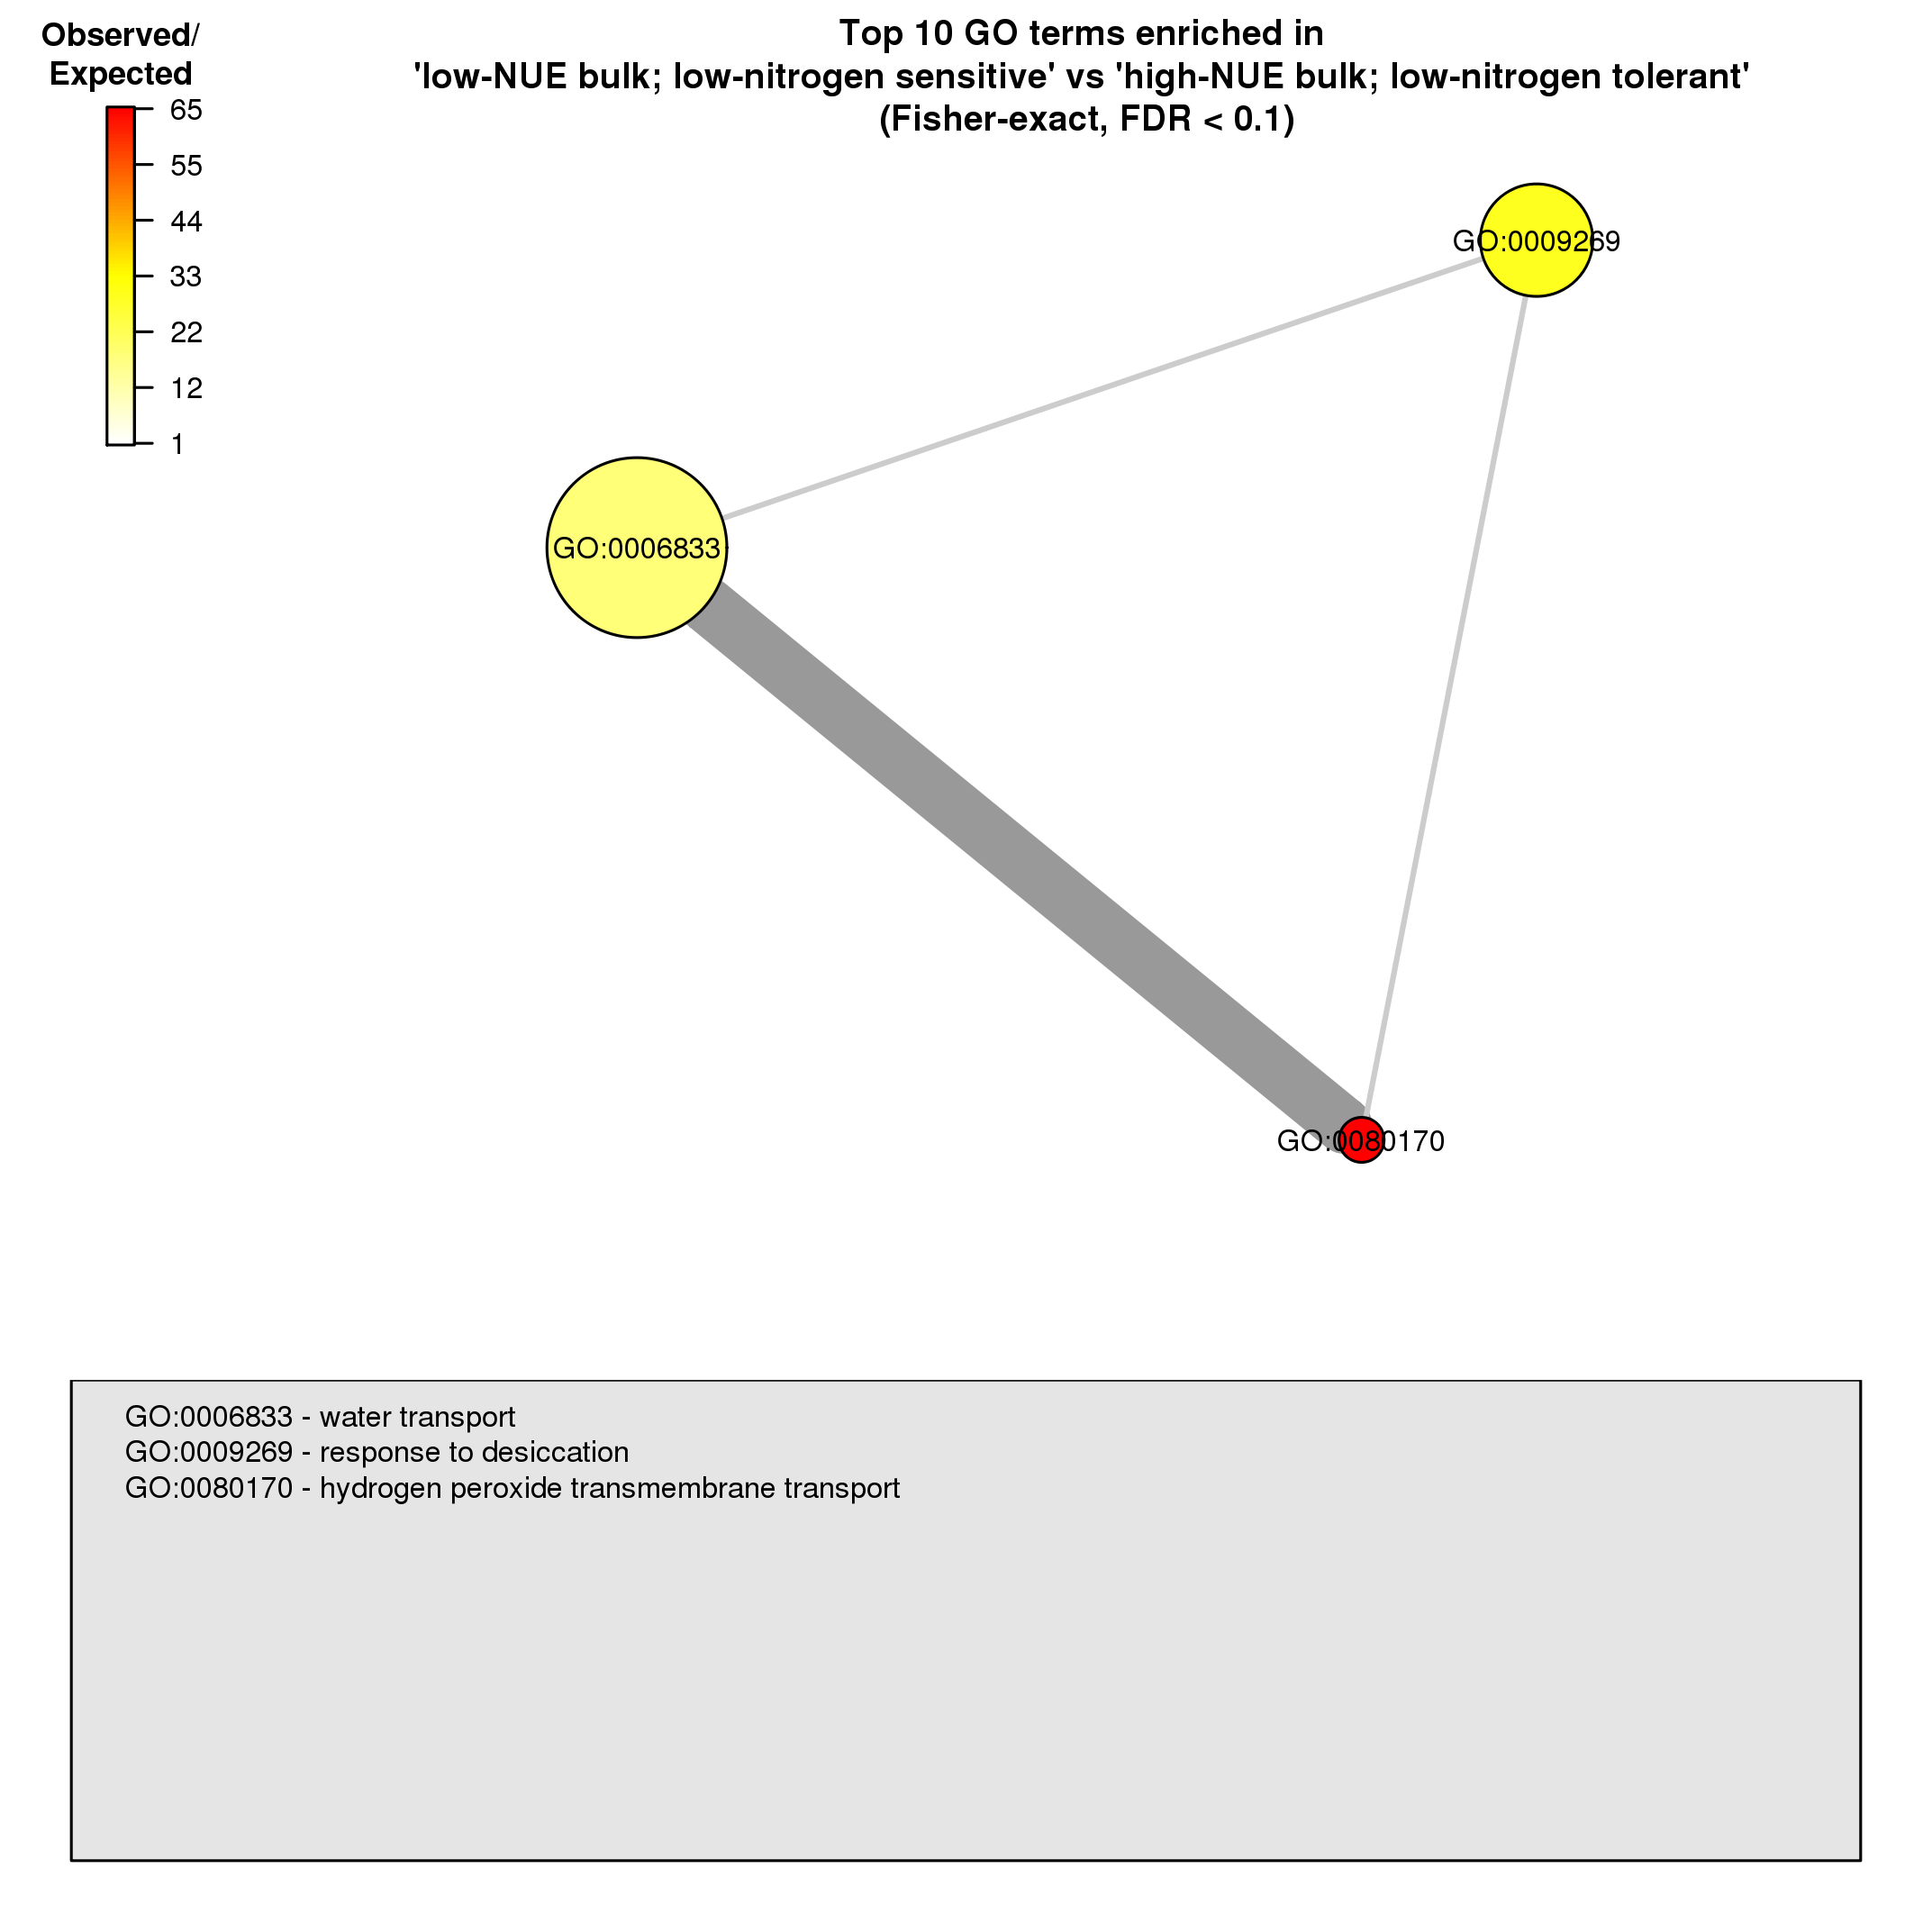 Observed/
Expected
65
55
44
33
22
12
1
Top 10 GO terms enriched in
'low-NUE bulk; low-nitrogen sensitive' vs 'high-NUE bulk; low-nitrogen tolerant'
(Fisher-exact, FDR < 0.1)
GO:0009269
GO:0006833
GO:0080170
GO:0006833 - water transport
GO:0009269 - response to desiccation
GO:0080170 - hydrogen peroxide transmembrane transport